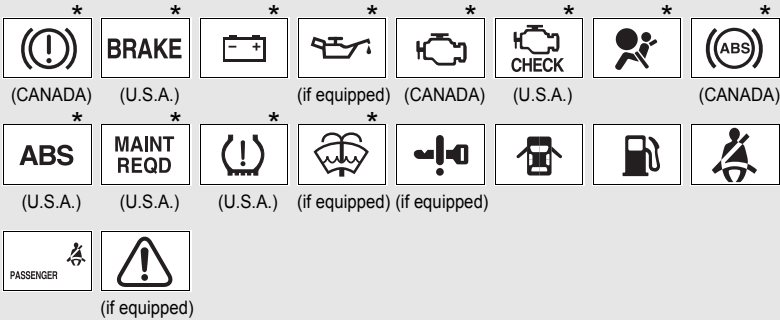 * * * * * * * *
BRAKE - +
CHECK
ABS
(CANADA) (U.S.A.) (if equipped) (CANADA) (U.S.A.) (CANADA)
* * * *
ABS MAINT REQD
(U.S.A.) (U.S.A.) (U.S.A.) (if equipped) (if equipped)
PASSENGER
(if equipped)